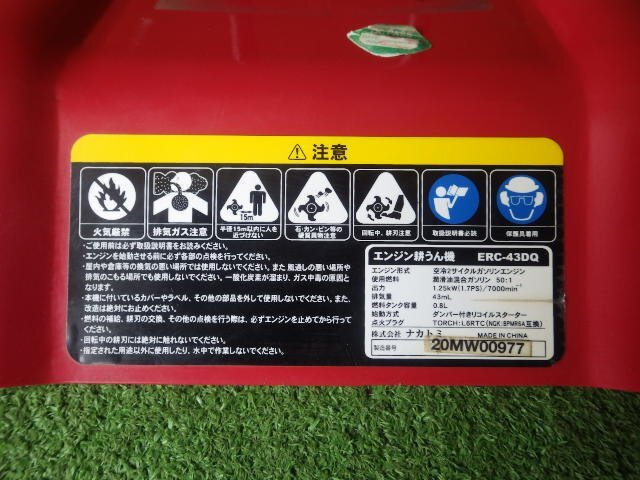 ⚠ 注意
15m
火気厳禁
排気ガス注意
半径15m以内に人を
近づけない
石・カン・ビン等の
硬質異物注意
回転中、耕刃注意
取扱説明書必読
保護具着用
・ご使用前は必ず取扱説明書をお読みください。
・エンジンを始動させる前に必ず各部の点検を行ってください。
・屋内や倉庫等の換気の悪い場所では使用しないでください。また風通しの悪い場所や
排気のこもる場所でも使用しないでください。一酸化炭素が溜まり、ガス中毒の原因と
なります。
・本機に付いているカバーやラベル、その他の部品を外して使用しないでください。また、
改造は絶対におやめください。
・燃料の補給、耕刃の交換、その他の点検を行う際は、必ずエンジンを止めてから行って
ください。
・回転中の耕刃には絶対に触れないでください。
・指定された用途以外に使用したり、水中で作業しないでください。
エンジン耕うん機 ERC-43DQ
エンジン形式 空冷2サイクルガソリンエンジン
使用燃料 潤滑油混合ガソリン 50:1
出力 1.25kW(1.7PS)/7000min⁻¹
排気量 43mL
燃料タンク容量 0.8L
始動方式 ダンパー付きリコイルスターター
点火プラグ TORCH:L6RTC(NGK:BPMR6A互換)
株式会社 ナカトミ MADE IN CHINA
製造番号 20MW00977